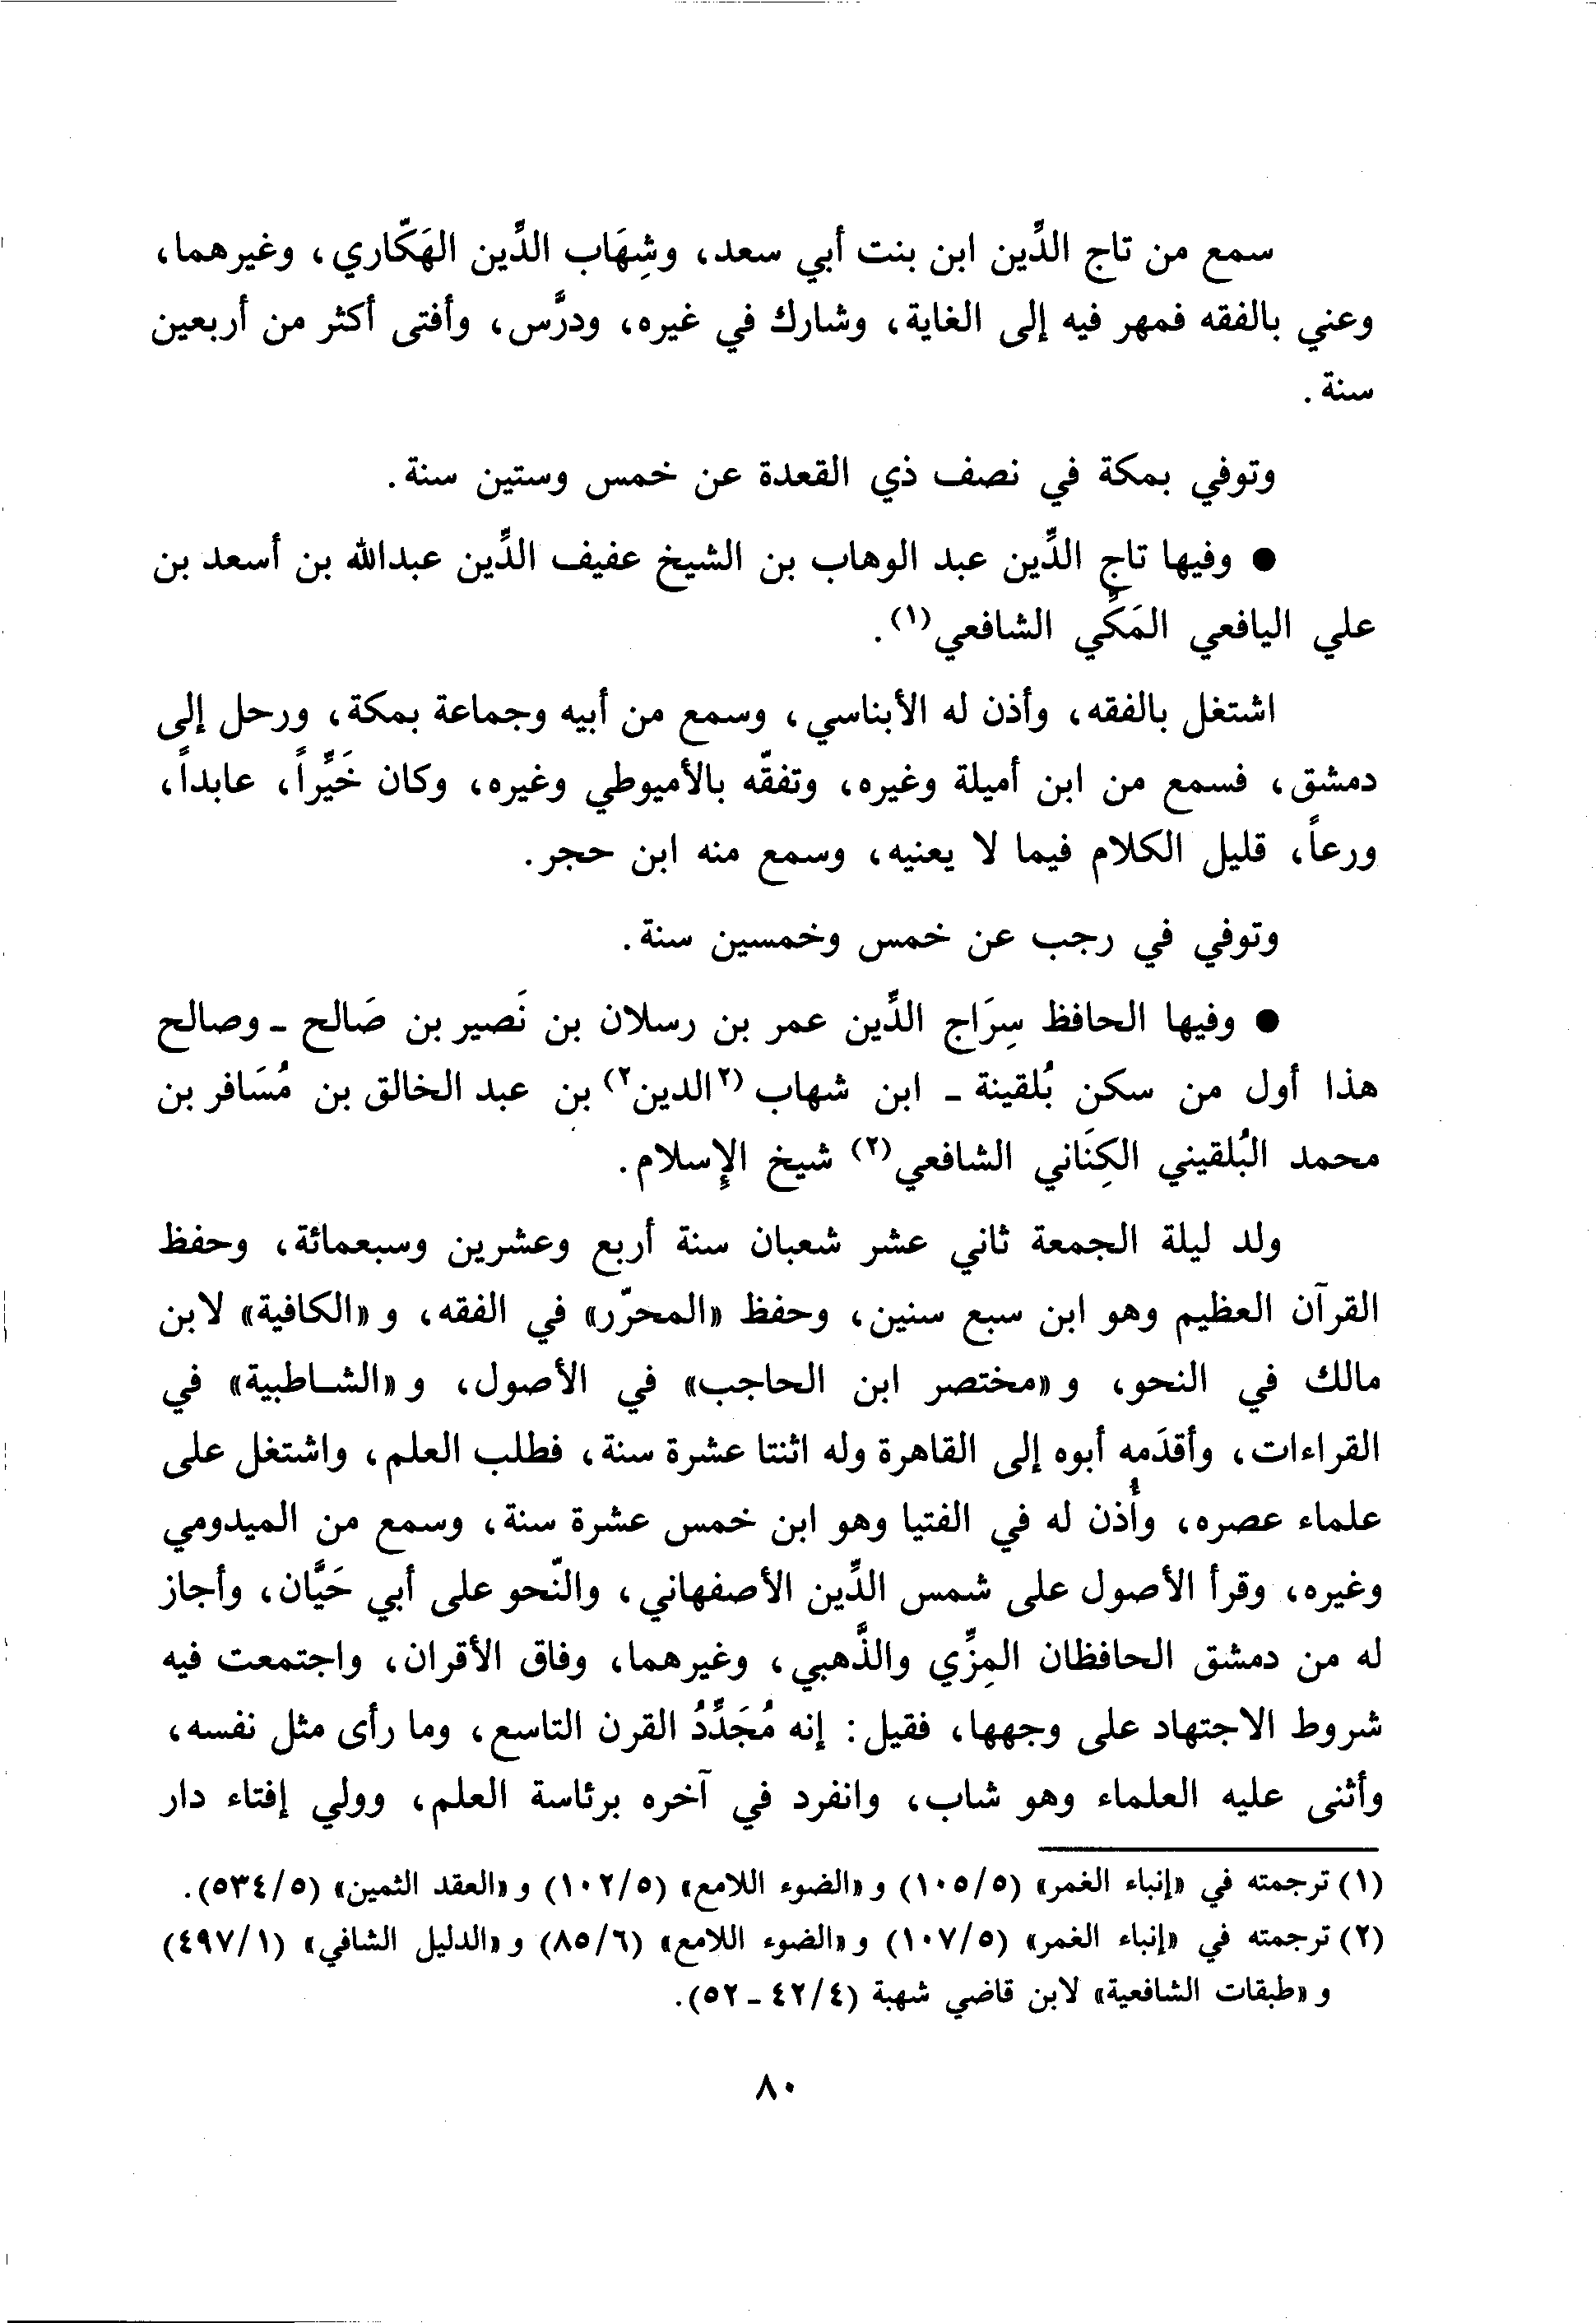 سمع من تاج الدِّين ابن بنت أبي سعد، وشِهَاب الدِّين الهَكّاري، وغيرهما،
وعني بالفقه فمهر فيه إلى الغاية، وشارك في غيره، ودرَّس، وأفتى أكثر من أربعين
سنة.
وتوفي بمكة في نصف ذي القعدة عن خمس وستين سنة.
● وفيها تاج الدِّين عبد الوهاب بن الشيخ عفيف الدِّين عبدالله بن أسعد بن
علي اليافعي المَكِّي الشافعي(١).
اشتغل بالفقه، وأذن له الأبناسي، وسمع من أبيه وجماعة بمكة، ورحل إلى
دمشق، فسمع من ابن أميلة وغيره، وتفقّه بالأميوطي وغيره، وكان خَيِّراً، عابداً،
ورعاً، قليل الكلام فيما لا يعنيه، وسمع منه ابن حجر.
وتوفي في رجب عن خمس وخمسين سنة.
● وفيها الحافظ سِرَاج الدِّين عمر بن رسلان بن نَصير بن صَالح - وصالح
هذا أول من سكن بُلقينة - ابن شهاب (٢الدين٢) بن عبد الخالق بن مُسَافر بن
محمد البُلقيني الكِنَاني الشافعي(٢) شيخ الإِسلام.
ولد ليلة الجمعة ثاني عشر شعبان سنة أربع وعشرين وسبعمائة، وحفظ
القرآن العظيم وهو ابن سبع سنين، وحفظ «المحرّر» في الفقه، و «الكافية» لابن
مالك في النحو، و «مختصر ابن الحاجب» في الأصول، و «الشاطبية» في
القراءات، وأقدَمه أبوه إلى القاهرة وله اثنتا عشرة سنة، فطلب العلم، واشتغل على
علماء عصره، وأُذن له في الفتيا وهو ابن خمس عشرة سنة، وسمع من الميدومي
وغيره، وقرأ الأصول على شمس الدِّين الأصفهاني، والنّحو على أبي حَيَّان، وأجاز
له من دمشق الحافظان المِزِّي والذَّهبي، وغيرهما، وفاق الأقران، واجتمعت فيه
شروط الاجتهاد على وجهها، فقيل: إنه مُجَدِّدُ القرن التاسع، وما رأى مثل نفسه،
وأثنى عليه العلماء وهو شاب، وانفرد في آخره برئاسة العلم، وولي إفتاء دار
(١) ترجمته في «إنباء الغمر» (١٠٥/٥) و «الضوء اللامع» (١٠٢/٥) و «العقد الثمين» (٥٣٤/٥).
(٢) ترجمته في «إنباء الغمر» (١٠٧/٥) و «الضوء اللامع» (٨٥/٦) و «الدليل الشافي» (٤٩٧/١)
و «طبقات الشافعية» لابن قاضي شهبة (٤٢/٤ - ٥٢).
٨٠